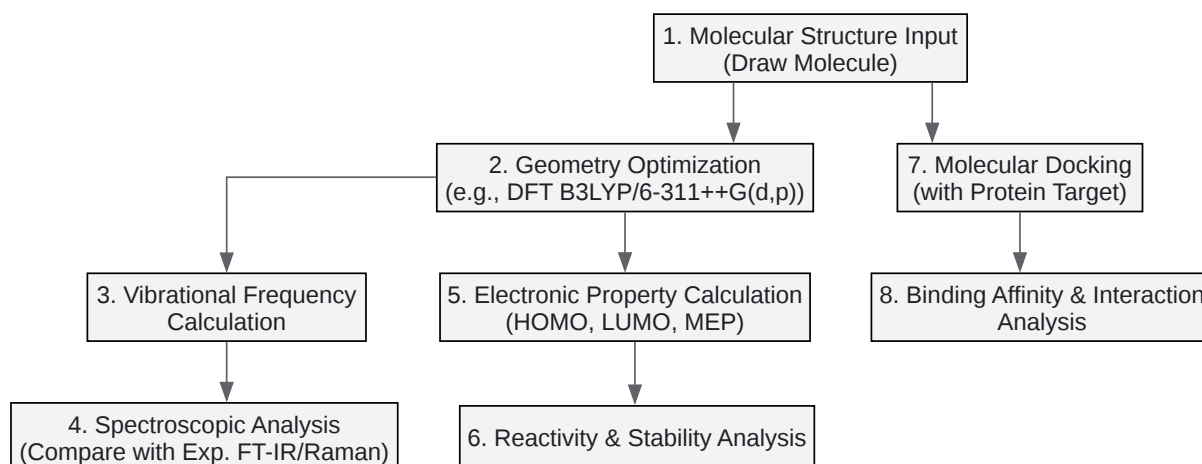 1. Molecular Structure Input
(Draw Molecule)
2. Geometry Optimization
(e.g., DFT B3LYP/6-311++G(d,p))
7. Molecular Docking
(with Protein Target)
3. Vibrational Frequency
Calculation
5. Electronic Property Calculation
(HOMO, LUMO, MEP)
8. Binding Affinity & Interaction
Analysis
4. Spectroscopic Analysis
(Compare with Exp. FT-IR/Raman)
6. Reactivity & Stability Analysis